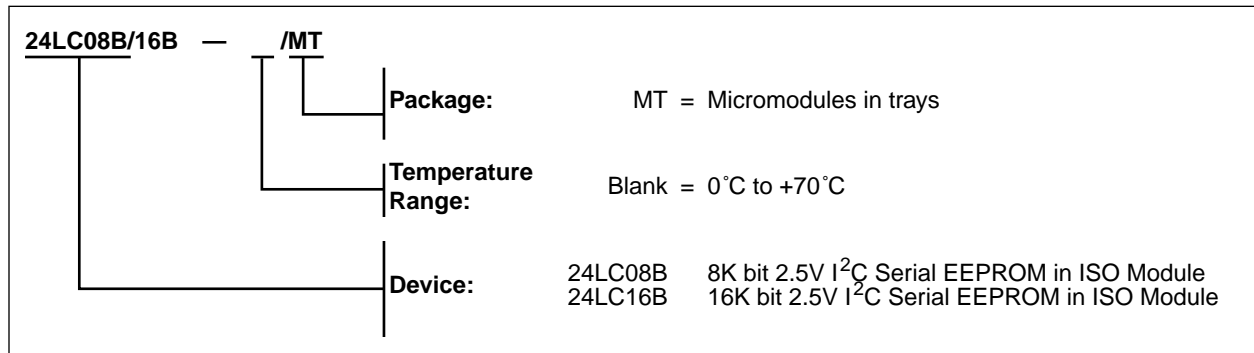 24LC08B/16B — _ /MT
Package: MT = Micromodules in trays
Temperature
Range: Blank = 0˚C to +70˚C
Device: 24LC08B 8K bit 2.5V I²C Serial EEPROM in ISO Module
24LC16B 16K bit 2.5V I²C Serial EEPROM in ISO Module